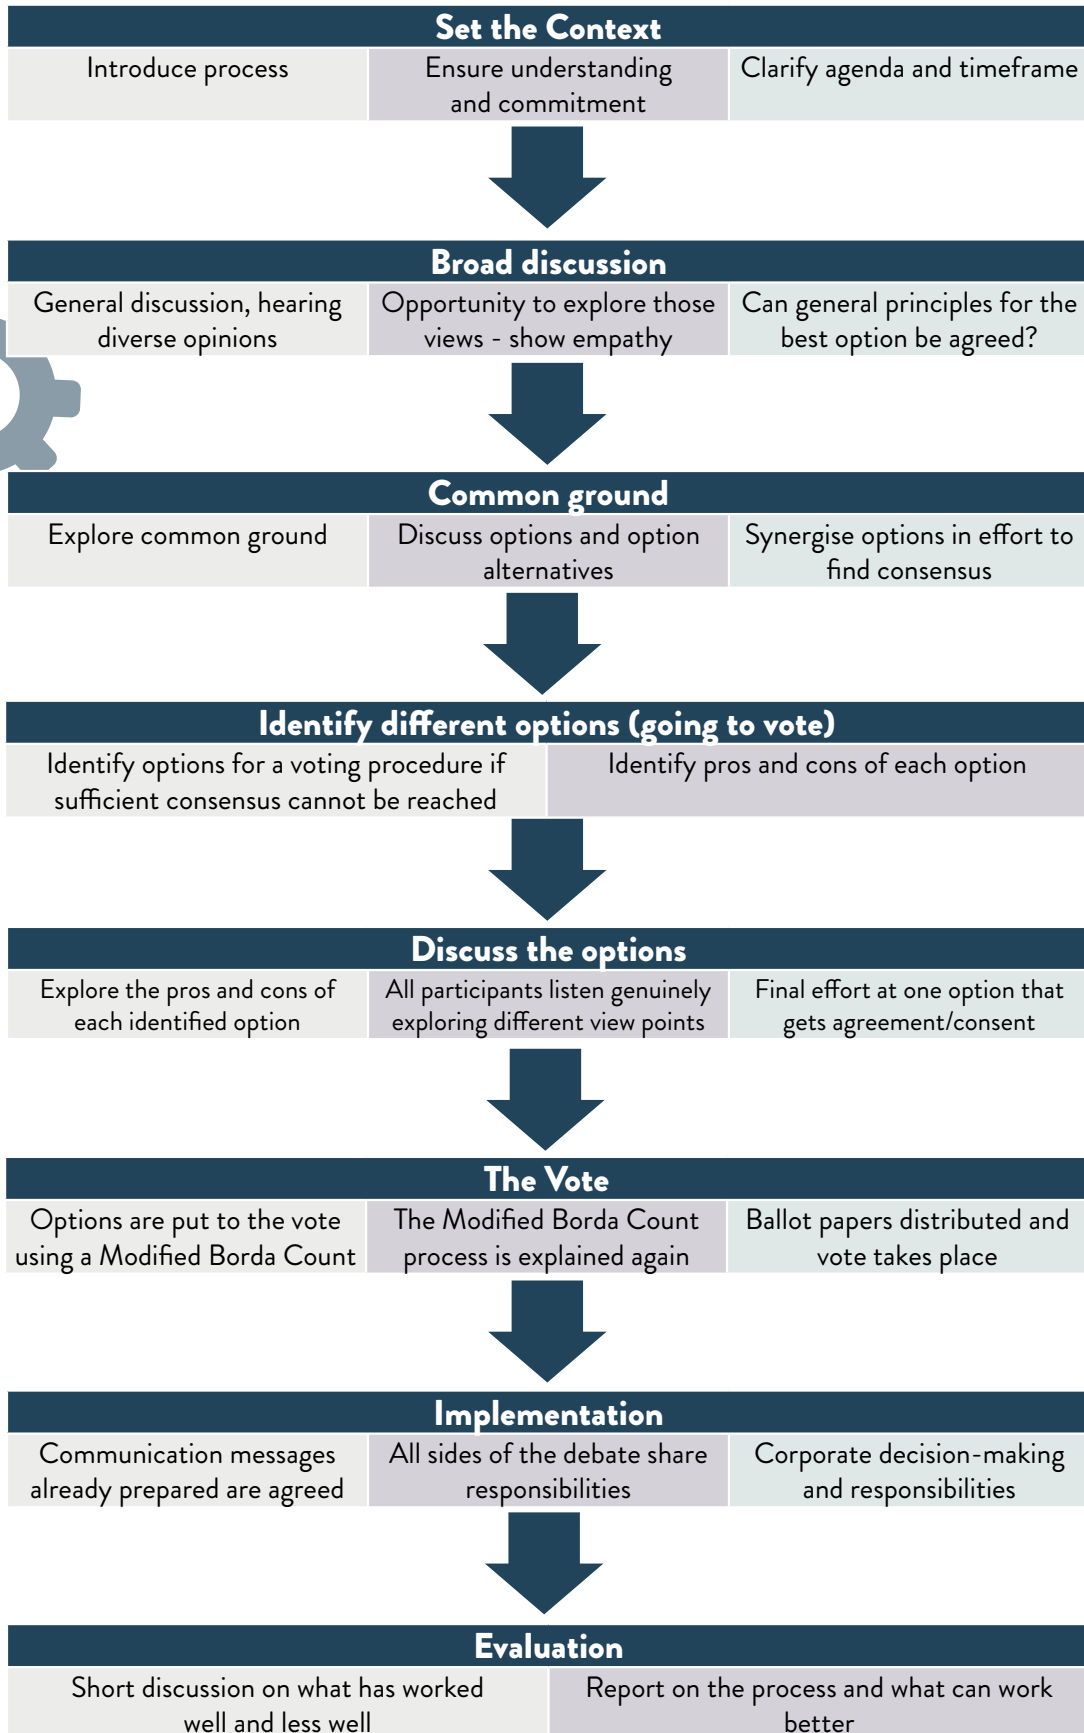 Set the Context
Introduce process
Ensure understanding
and commitment
Clarify agenda and timeframe
Broad discussion
General discussion, hearing
diverse opinions
Opportunity to explore those
views - show empathy
Can general principles for the
best option be agreed?
Common ground
Explore common ground
Discuss options and option
alternatives
Synergise options in effort to
find consensus
Identify different options (going to vote)
Identify options for a voting procedure if
sufficient consensus cannot be reached
Identify pros and cons of each option
Discuss the options
Explore the pros and cons of
each identified option
All participants listen genuinely
exploring different view points
Final effort at one option that
gets agreement/consent
The Vote
Options are put to the vote
using a Modified Borda Count
The Modified Borda Count
process is explained again
Ballot papers distributed and
vote takes place
Implementation
Communication messages
already prepared are agreed
All sides of the debate share
responsibilities
Corporate decision-making
and responsibilities
Evaluation
Short discussion on what has worked
well and less well
Report on the process and what can work
better